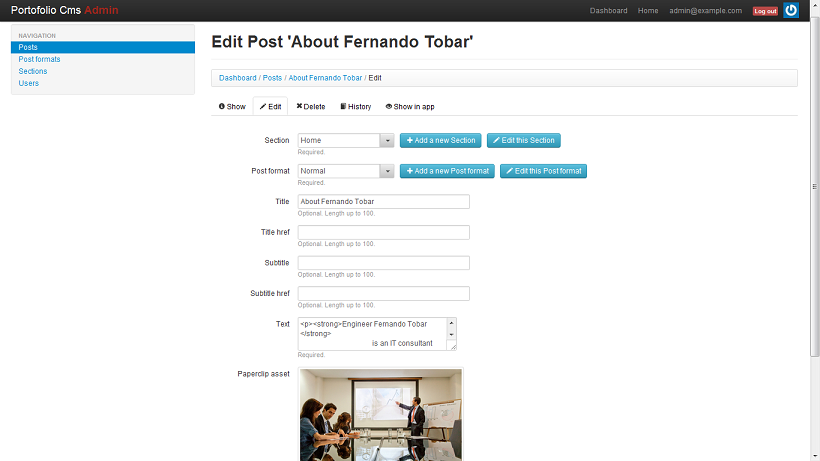 Portofolio Cms Admin
Dashboard Home admin@example.com Log out
NAVIGATION
Posts
Post formats
Sections
Users
Edit Post 'About Fernando Tobar'
Dashboard / Posts / About Fernando Tobar / Edit
Show Edit Delete History Show in app
Section Home Add a new Section Edit this Section
Required.
Post format Normal Add a new Post format Edit this Post format
Required.
Title About Fernando Tobar
Optional. Length up to 100.
Title href
Optional. Length up to 100.
Subtitle
Optional. Length up to 100.
Subtitle href
Optional. Length up to 100.
Text <p><strong>Engineer Fernando Tobar
</strong>
is an IT consultant
Required.
Paperclip asset